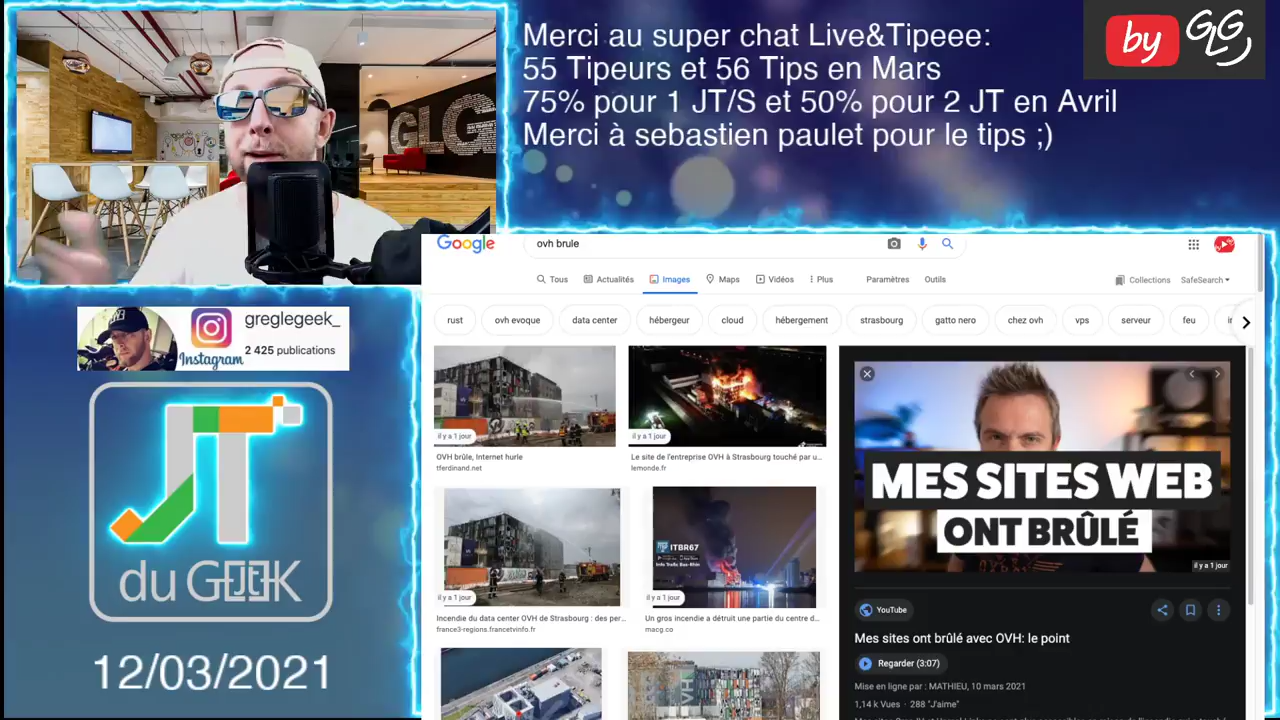 Merci au super chat Live&Tipeee:
55 Tipeurs et 56 Tips en Mars
75% pour 1 JT/S et 50% pour 2 JT en Avril
Merci à sebastien paulet pour le tips ;)
by GLG
GLG
greglegeek_
Instagram
2 425 publications
JT
du GEEK
12/03/2021
Google
ovh brule
Tous
Actualités
Images
Maps
Vidéos
Plus
Paramètres
Outils
Collections
SafeSearch
rust
ovh evoque
data center
hébergeur
cloud
hébergement
strasbourg
gatto nero
chez ovh
vps
serveur
feu
il y a 1 jour
OVH brûle, Internet hurle
tferdinand.net
il y a 1 jour
Le site de l'entreprise OVH à Strasbourg touché par u...
lemonde.fr
il y a 1 jour
Incendie du data center OVH de Strasbourg : des per...
france3-regions.francetvinfo.fr
ITBR67
Info Trafic Bas-Rhin
il y a 1 jour
Un gros incendie a détruit une partie du centre d...
macg.co
OVH
MES SITES WEB
ONT BRÛLÉ
il y a 1 jour
YouTube
Mes sites ont brûlé avec OVH: le point
Regarder (3:07)
Mise en ligne par : MATHIEU, 10 mars 2021
1,14 k Vues · 288 "J'aime"